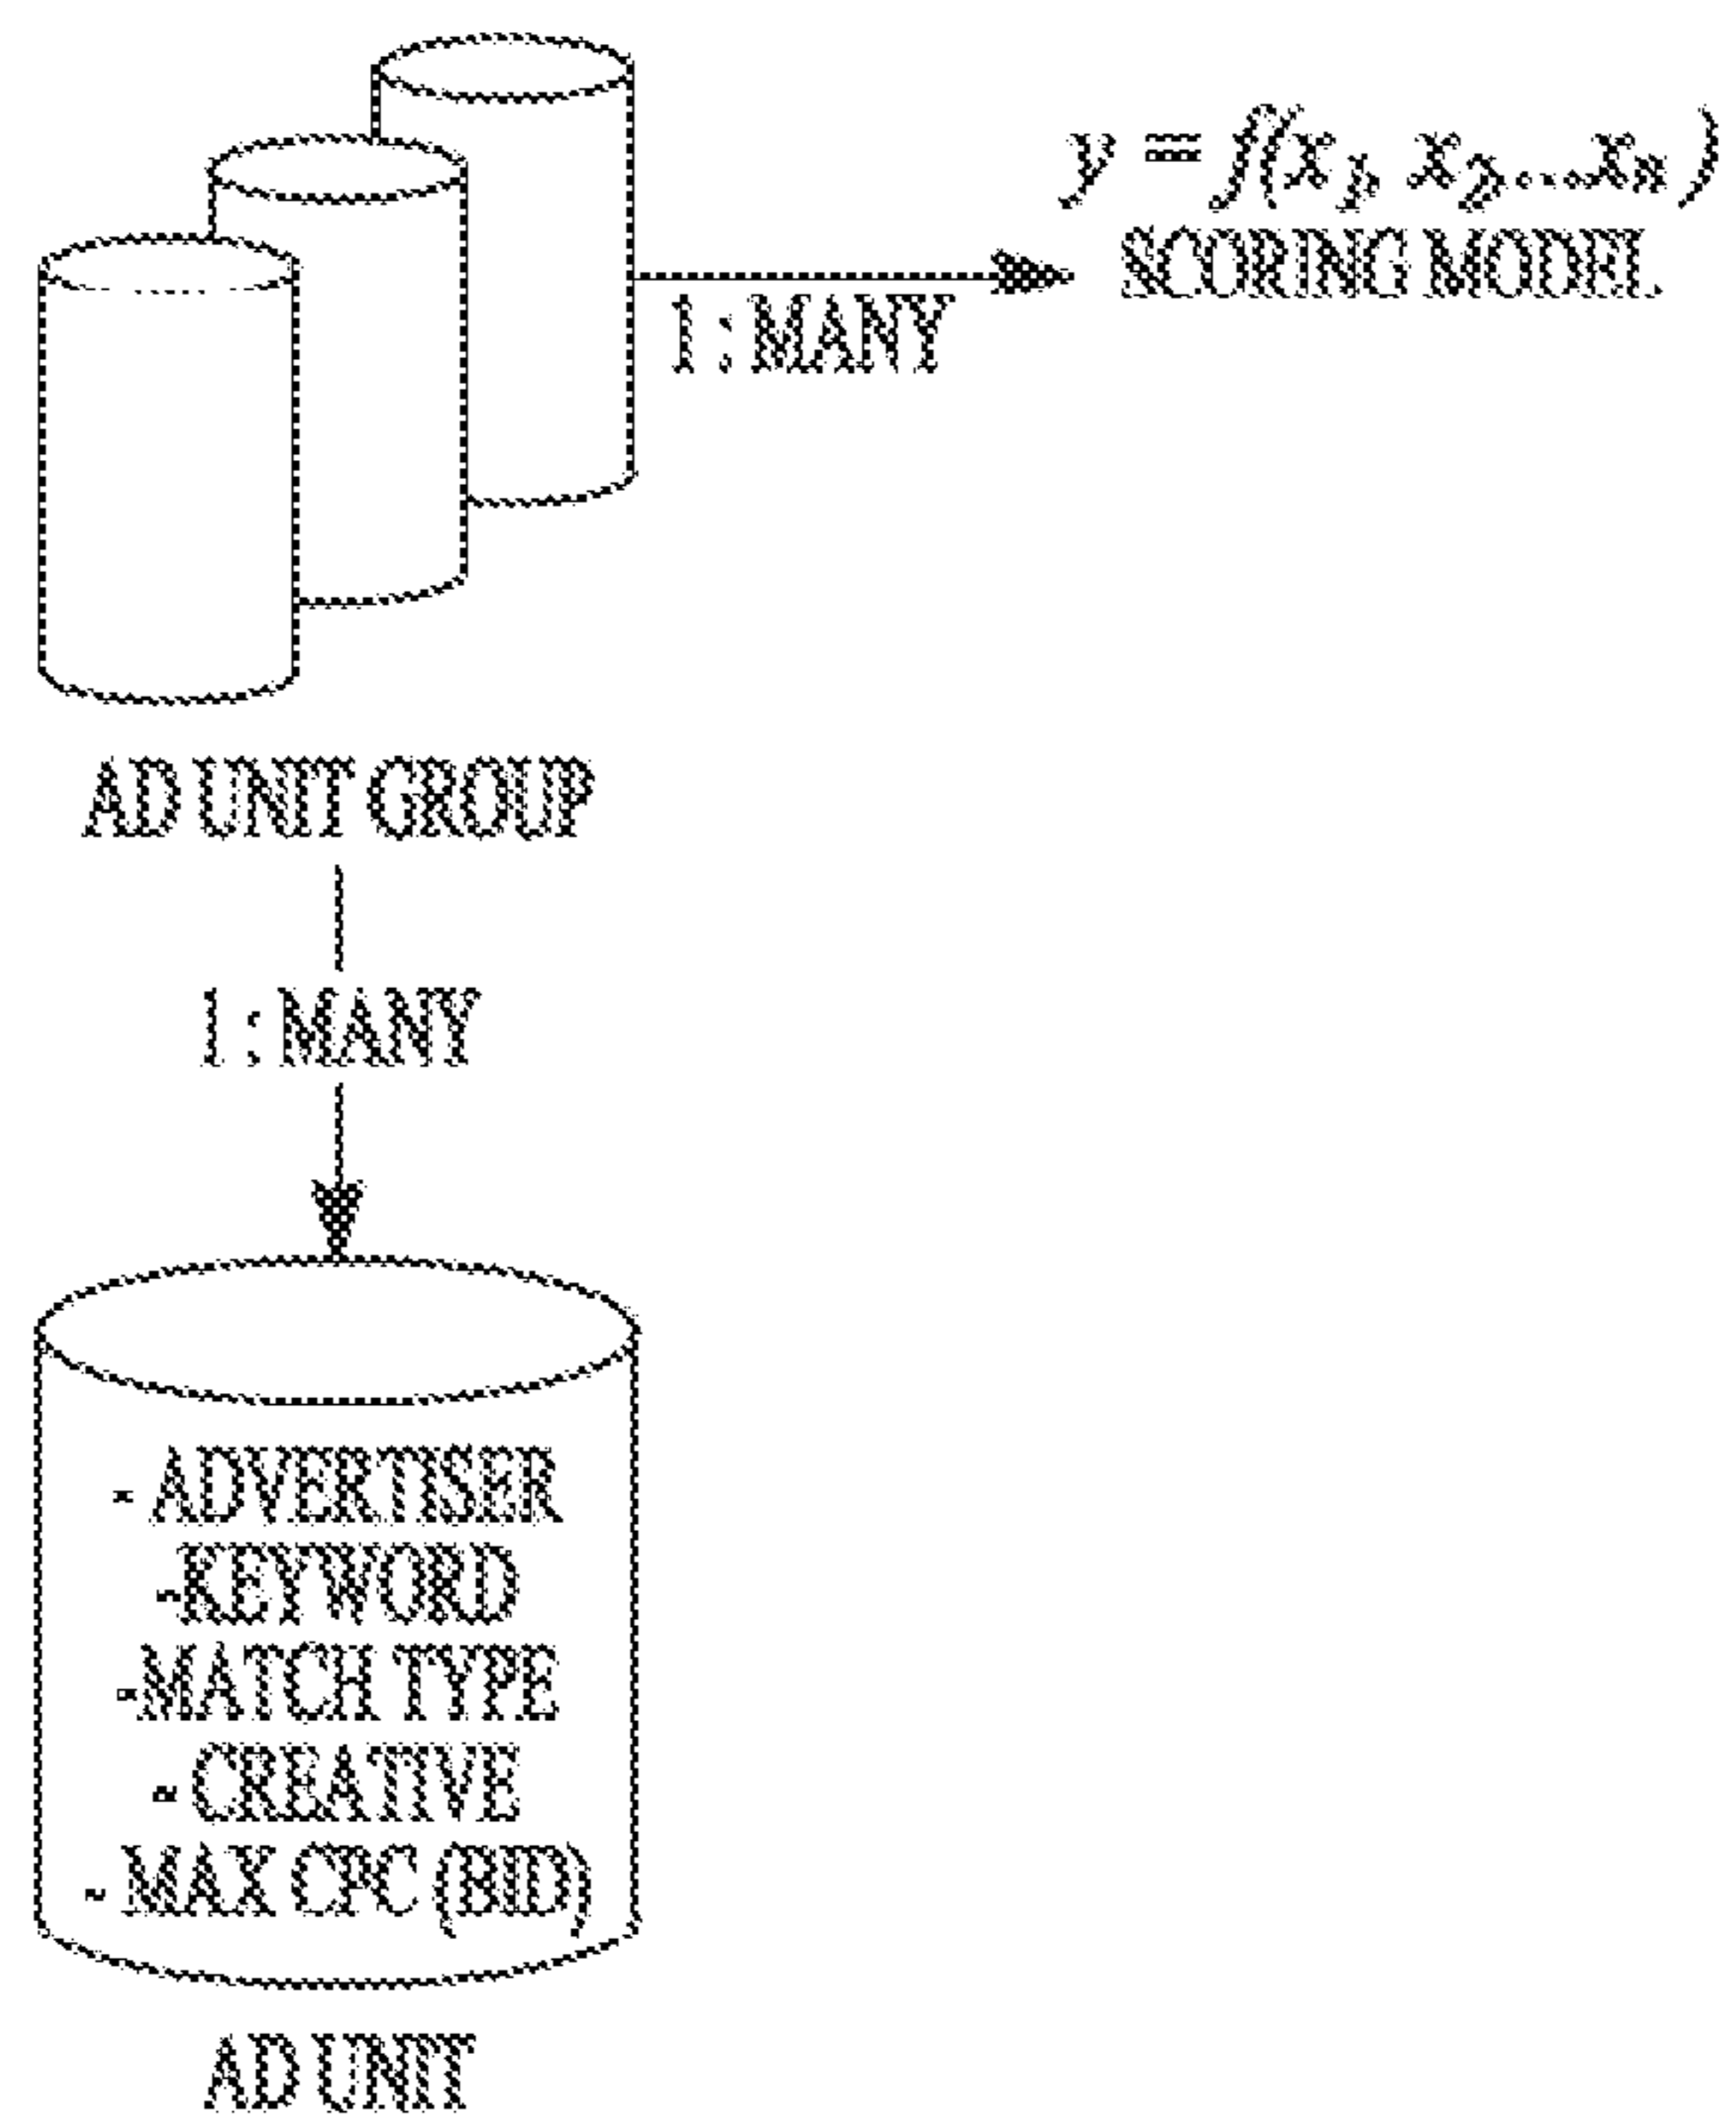 y = f(x₁, x₂,...xₙ)
SCORING MODEL
1 : MANY
AD UNIT GROUP
1 : MANY
- ADVERTISER
-KEYWORD
-MATCH TYPE
- CREATIVE
- MAX CPC (BID)
AD UNIT